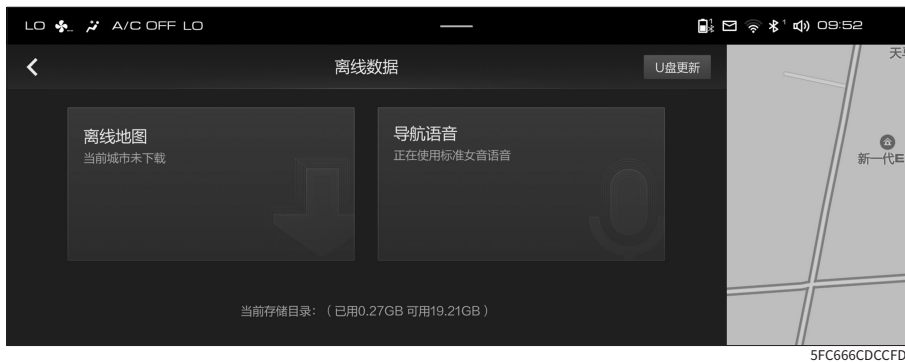 LO A/C OFF LO
1 1 09:52
离线数据
U盘更新
离线地图
当前城市未下载
导航语音
正在使用标准女音语音
当前存储目录：（已用0.27GB 可用19.21GB）
新一代E
5FC666CDCCFD